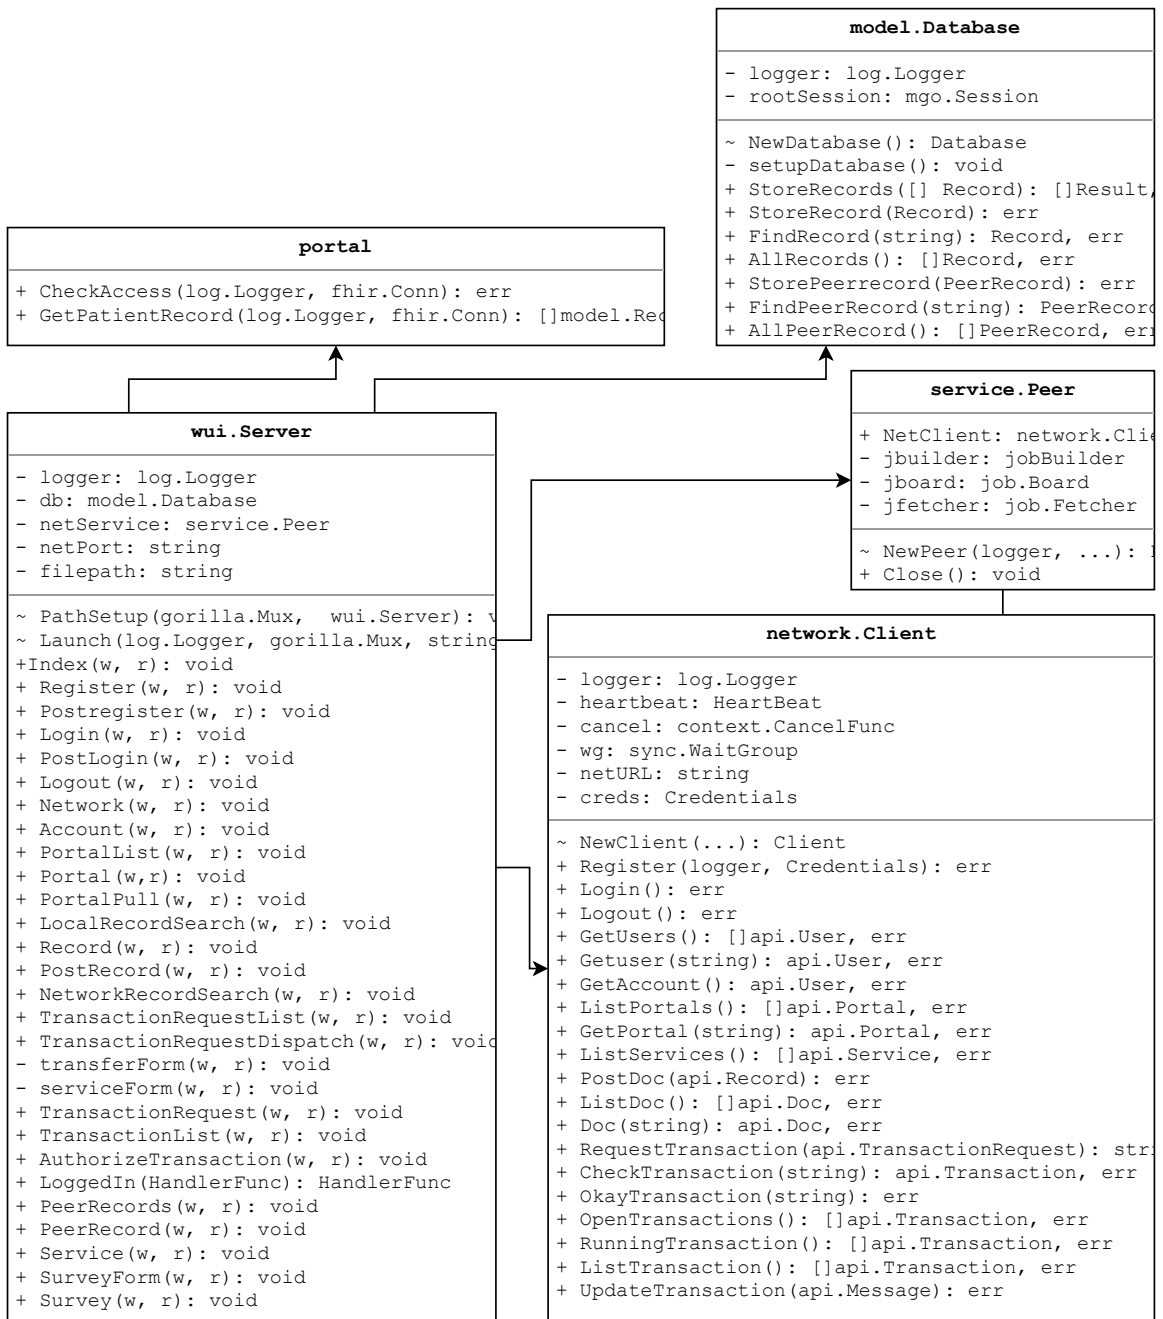 model.Database
- logger: log.Logger
- rootSession: mgo.Session
~ NewDatabase(): Database
- setupDatabase(): void
+ StoreRecords([] Record): []Result,
+ StoreRecord(Record): err
+ FindRecord(string): Record, err
+ AllRecords(): []Record, err
+ StorePeerrecord(PeerRecord): err
+ FindPeerRecord(string): PeerRecord
+ AllPeerRecord(): []PeerRecord, err
portal
+ CheckAccess(log.Logger, fhir.Conn): err
+ GetPatientRecord(log.Logger, fhir.Conn): []model.Rec
service.Peer
+ NetClient: network.Clie
- jbuilder: jobBuilder
- jboard: job.Board
- jfetcher: job.Fetcher
~ NewPeer(logger, ...):
+ Close(): void
wui.Server
- logger: log.Logger
- db: model.Database
- netService: service.Peer
- netPort: string
- filepath: string
~ PathSetup(gorilla.Mux, wui.Server):
~ Launch(log.Logger, gorilla.Mux, string
+Index(w, r): void
+ Register(w, r): void
+ Postregister(w, r): void
+ Login(w, r): void
+ PostLogin(w, r): void
+ Logout(w, r): void
+ Network(w, r): void
+ Account(w, r): void
+ PortalList(w, r): void
+ Portal(w,r): void
+ PortalPull(w, r): void
+ LocalRecordSearch(w, r): void
+ Record(w, r): void
+ PostRecord(w, r): void
+ NetworkRecordSearch(w, r): void
+ TransactionRequestList(w, r): void
+ TransactionRequestDispatch(w, r): void
- transferForm(w, r): void
- serviceForm(w, r): void
+ TransactionRequest(w, r): void
+ TransactionList(w, r): void
+ AuthorizeTransaction(w, r): void
+ LoggedIn(HandlerFunc): HandlerFunc
+ PeerRecords(w, r): void
+ PeerRecord(w, r): void
+ Service(w, r): void
+ SurveyForm(w, r): void
+ Survey(w, r): void
network.Client
- logger: log.Logger
- heartbeat: HeartBeat
- cancel: context.CancelFunc
- wg: sync.WaitGroup
- netURL: string
- creds: Credentials
~ NewClient(...): Client
+ Register(logger, Credentials): err
+ Login(): err
+ Logout(): err
+ GetUsers(): []api.User, err
+ Getuser(string): api.User, err
+ GetAccount(): api.User, err
+ ListPortals(): []api.Portal, err
+ GetPortal(string): api.Portal, err
+ ListServices(): []api.Service, err
+ PostDoc(api.Record): err
+ ListDoc(): []api.Doc, err
+ Doc(string): api.Doc, err
+ RequestTransaction(api.TransactionRequest): stri
+ CheckTransaction(string): api.Transaction, err
+ OkayTransaction(string): err
+ OpenTransactions(): []api.Transaction, err
+ RunningTransaction(): []api.Transaction, err
+ ListTransaction(): []api.Transaction, err
+ UpdateTransaction(api.Message): err